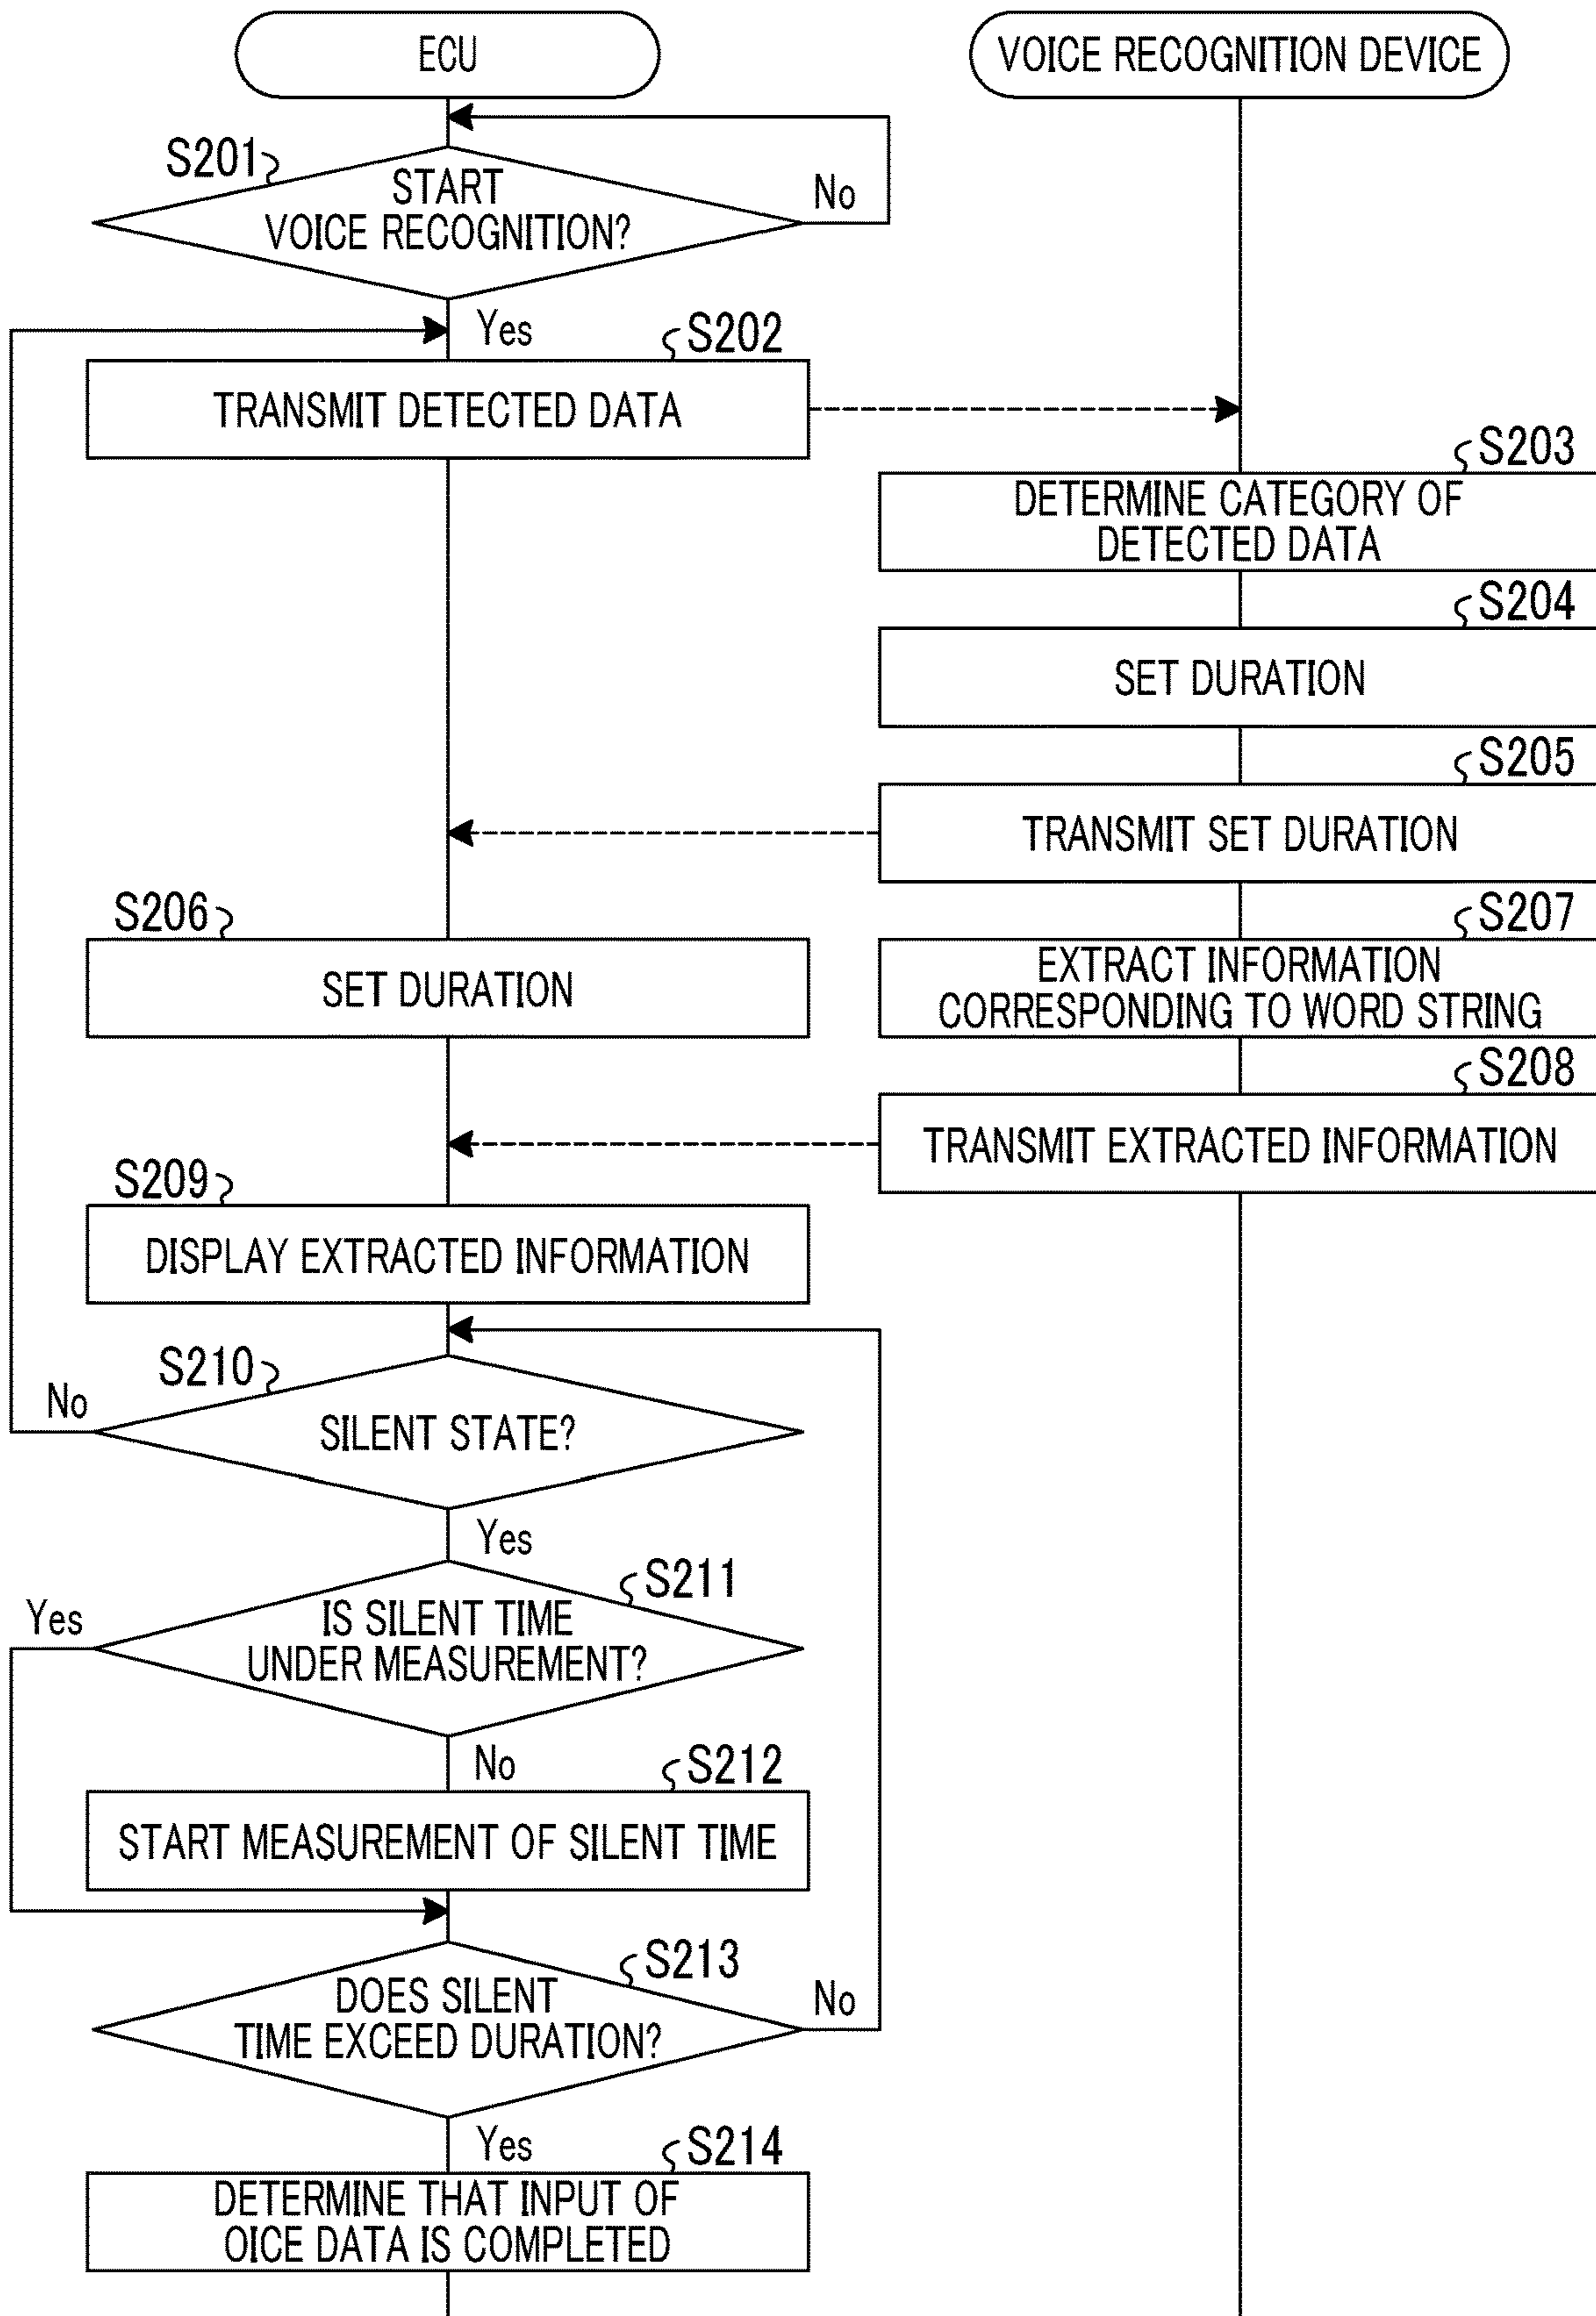 ECU
VOICE RECOGNITION DEVICE
S201
START
VOICE RECOGNITION?
No
Yes
S202
TRANSMIT DETECTED DATA
S203
DETERMINE CATEGORY OF
DETECTED DATA
S204
SET DURATION
S205
TRANSMIT SET DURATION
S206
SET DURATION
S207
EXTRACT INFORMATION
CORRESPONDING TO WORD STRING
S208
TRANSMIT EXTRACTED INFORMATION
S209
DISPLAY EXTRACTED INFORMATION
S210
No
SILENT STATE?
Yes
S211
Yes
IS SILENT TIME
UNDER MEASUREMENT?
No
S212
START MEASUREMENT OF SILENT TIME
S213
DOES SILENT
TIME EXCEED DURATION?
No
Yes
S214
DETERMINE THAT INPUT OF
OICE DATA IS COMPLETED